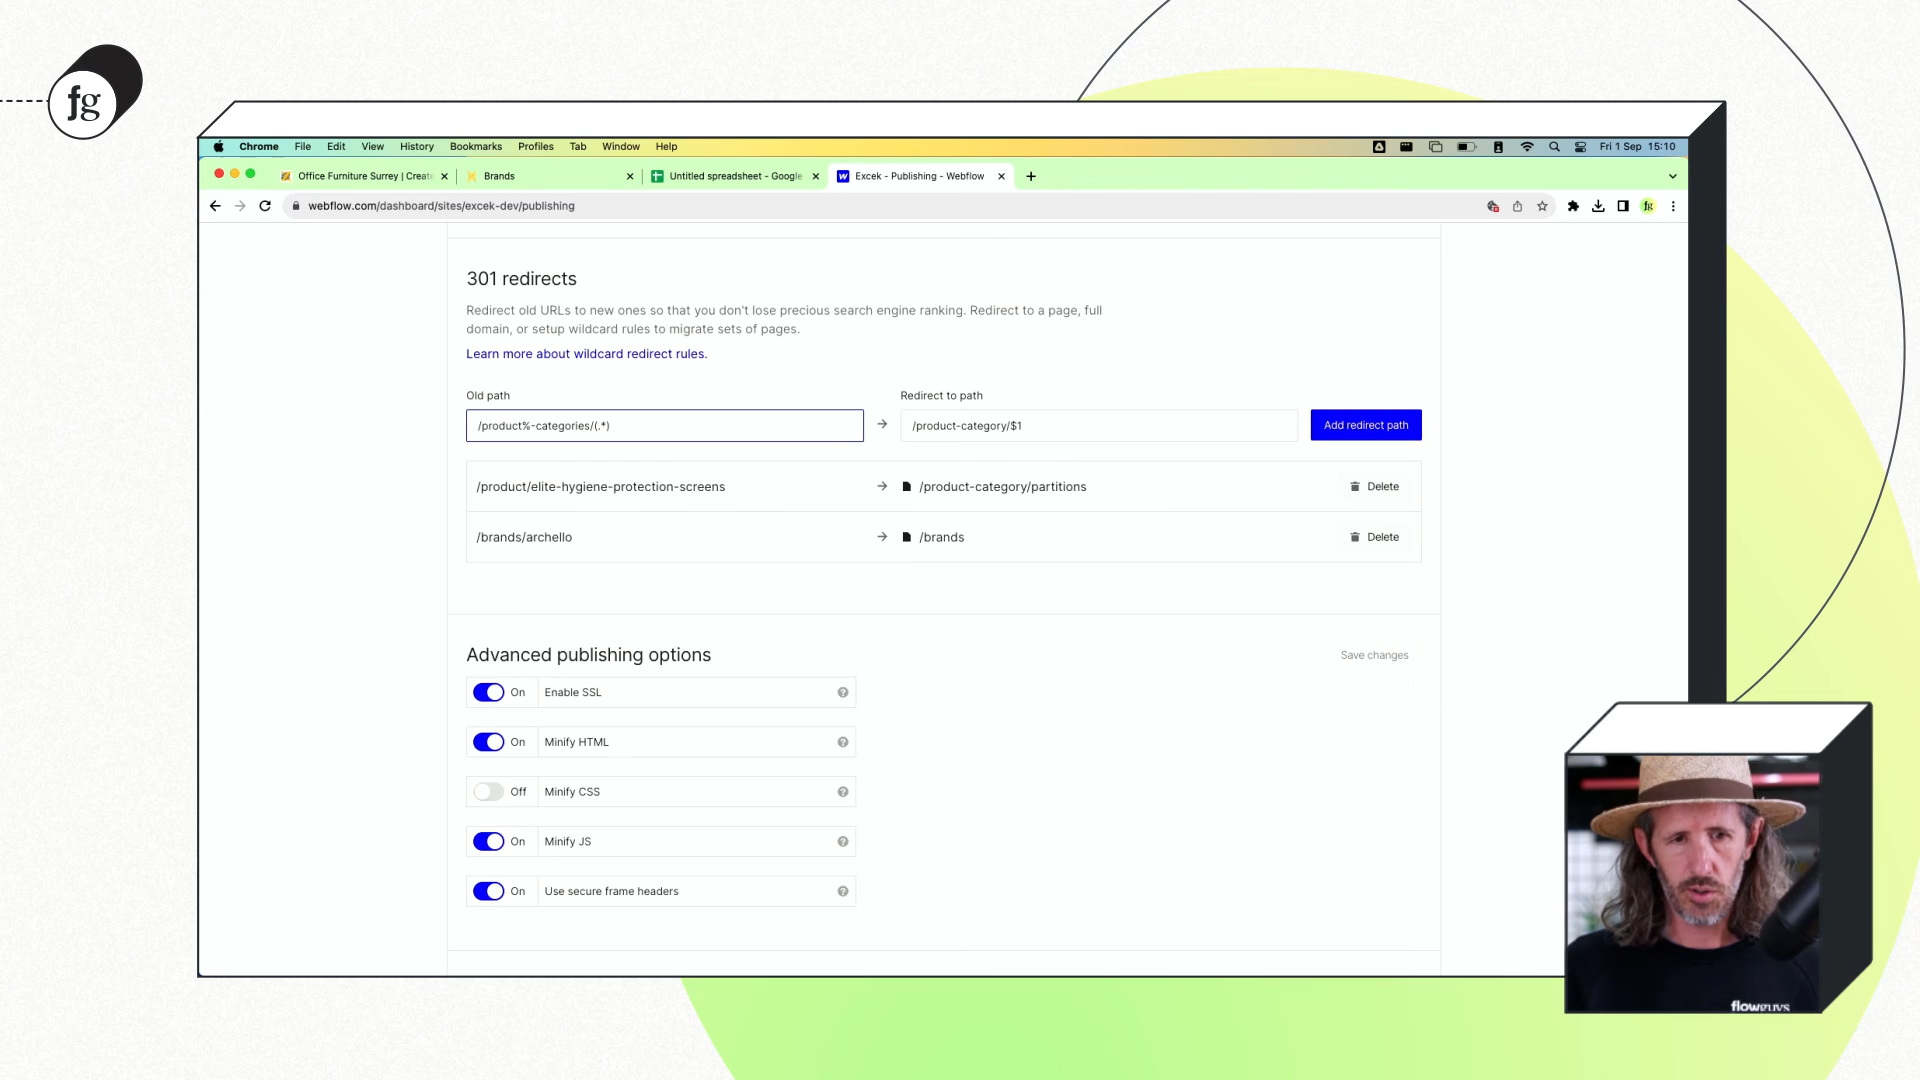 fg
Chrome File Edit View History Bookmarks Profiles Tab Window Help Fri 1 Sep 15:10
Office Furniture Surrey | Create Brands Untitled spreadsheet - Google Excek - Publishing - Webflow
webflow.com/dashboard/sites/excek-dev/publishing fg
301 redirects
Redirect old URLs to new ones so that you don't lose precious search engine ranking. Redirect to a page, full
domain, or setup wildcard rules to migrate sets of pages.
Learn more about wildcard redirect rules.
Old path Redirect to path
/product%-categories/(.*) → /product-category/$1 Add redirect path
/product/elite-hygiene-protection-screens → /product-category/partitions Delete
/brands/archello → /brands Delete
Advanced publishing options Save changes
On Enable SSL ?
On Minify HTML ?
Off Minify CSS ?
On Minify JS ?
On Use secure frame headers ?
flowguys